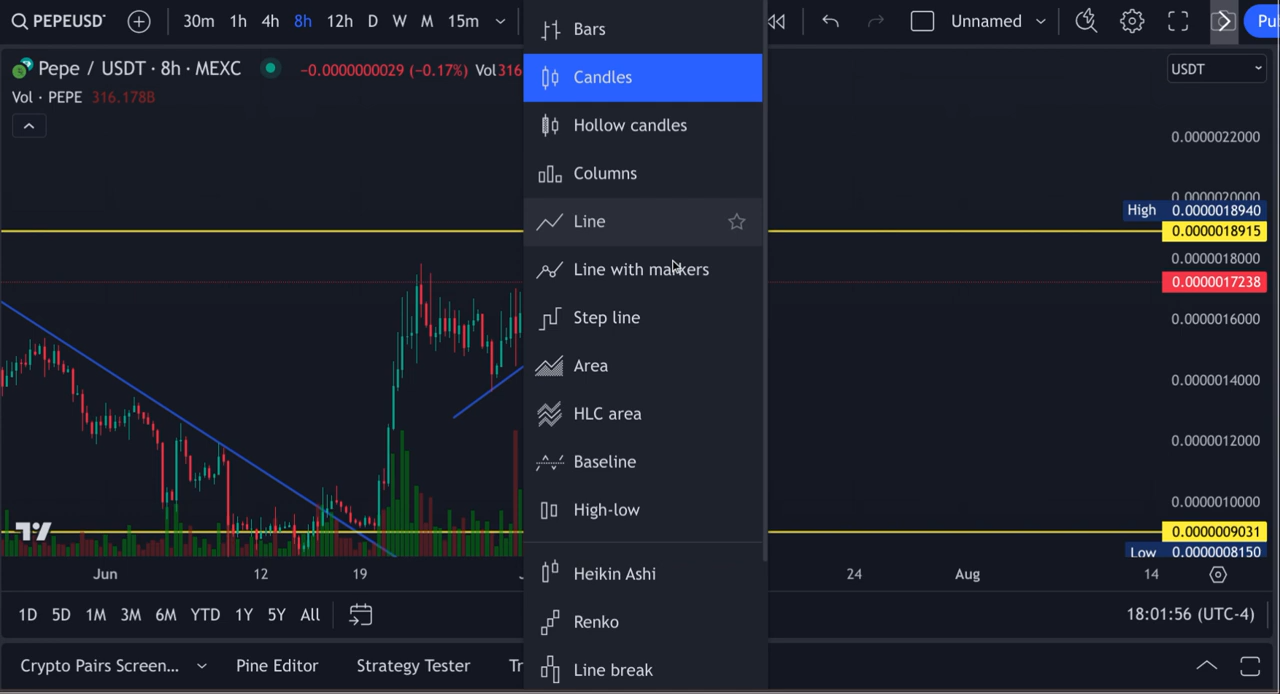 PEPEUSD 30m 1h 4h 8h 12h D W M 15m Unnamed
Pepe / USDT · 8h · MEXC −0.0000000029 (−0.17%) Vol316
Vol · PEPE 316.178B
Bars
Candles
Hollow candles
Columns
Line
Line with markers
Step line
Area
HLC area
Baseline
High-low
Heikin Ashi
Renko
Line break
USDT
0.0000022000
0.0000020000
High 0.0000018940
0.0000018915
0.0000018000
0.0000017238
0.0000016000
0.0000014000
0.0000012000
0.0000010000
0.0000009031
Low 0.0000008150
Jun 12 19 24 Aug 14
1D 5D 1M 3M 6M YTD 1Y 5Y All 18:01:56 (UTC-4)
Crypto Pairs Screen... Pine Editor Strategy Tester